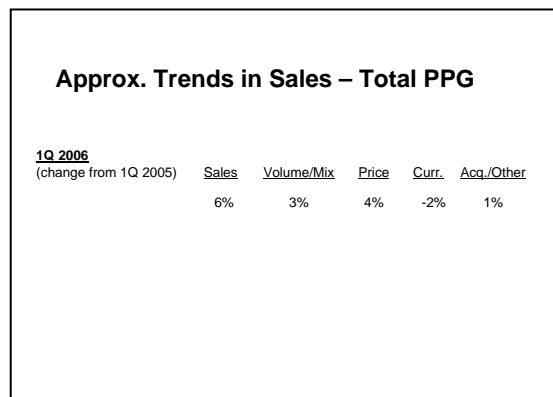 Approx. Trends in Sales – Total PPG
1Q 2006
(change from 1Q 2005) Sales Volume/Mix Price Curr. Acq./Other
6% 3% 4% -2% 1%